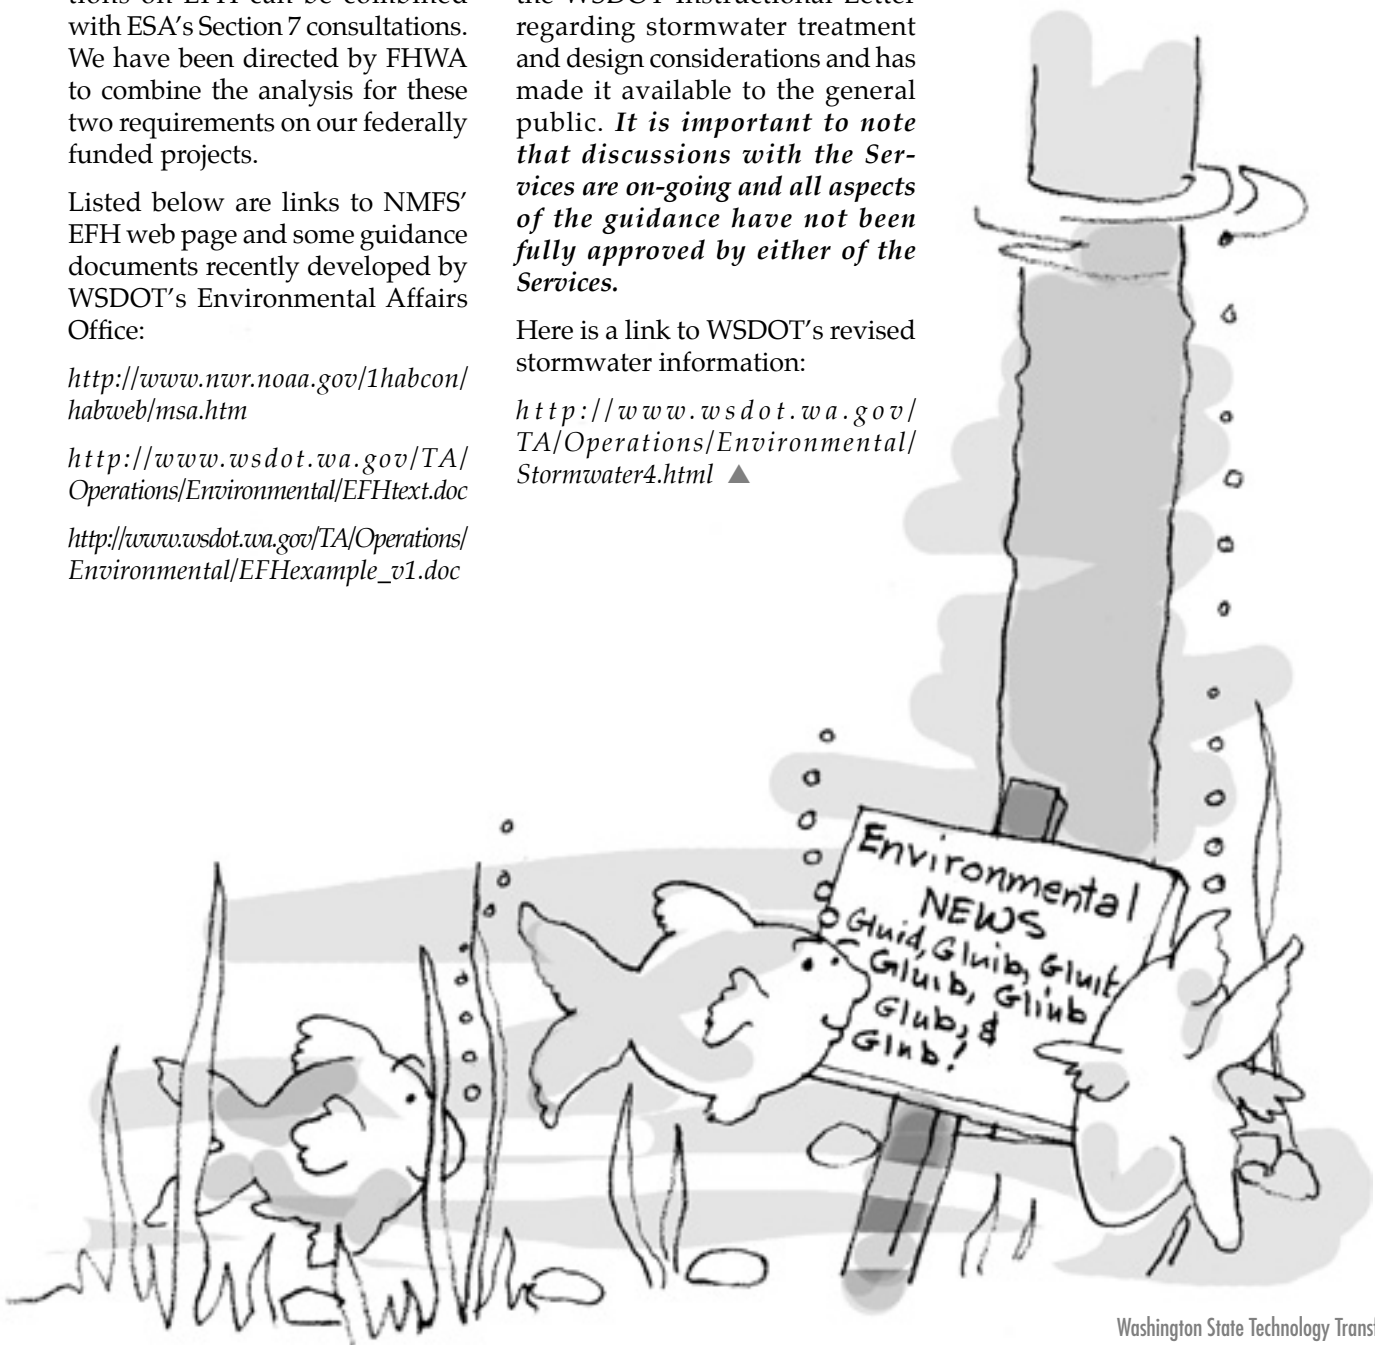 tions on EFH can be combined
with ESA's Section 7 consultations.
We have been directed by FHWA
to combine the analysis for these
two requirements on our federally
funded projects.
Listed below are links to NMFS'
EFH web page and some guidance
documents recently developed by
WSDOT's Environmental Affairs
Office:
http://www.nwr.noaa.gov/1habcon/
habweb/msa.htm
http://www.wsdot.wa.gov/TA/
Operations/Environmental/EFHtext.doc
http://www.wsdot.wa.gov/TA/Operations/
Environmental/EFHexample_v1.doc
the WSDOT Instructional Letter
regarding stormwater treatment
and design considerations and has
made it available to the general
public. It is important to note
that discussions with the Ser-
vices are on-going and all aspects
of the guidance have not been
fully approved by either of the
Services.
Here is a link to WSDOT's revised
stormwater information:
http://www.wsdot.wa.gov/
TA/Operations/Environmental/
Stormwater4.html
Environmental
NEWS
Gluid, Gluib, Gluit,
Gluib, Gliub
Glub, &
Glub!
Washington State Technology Transf